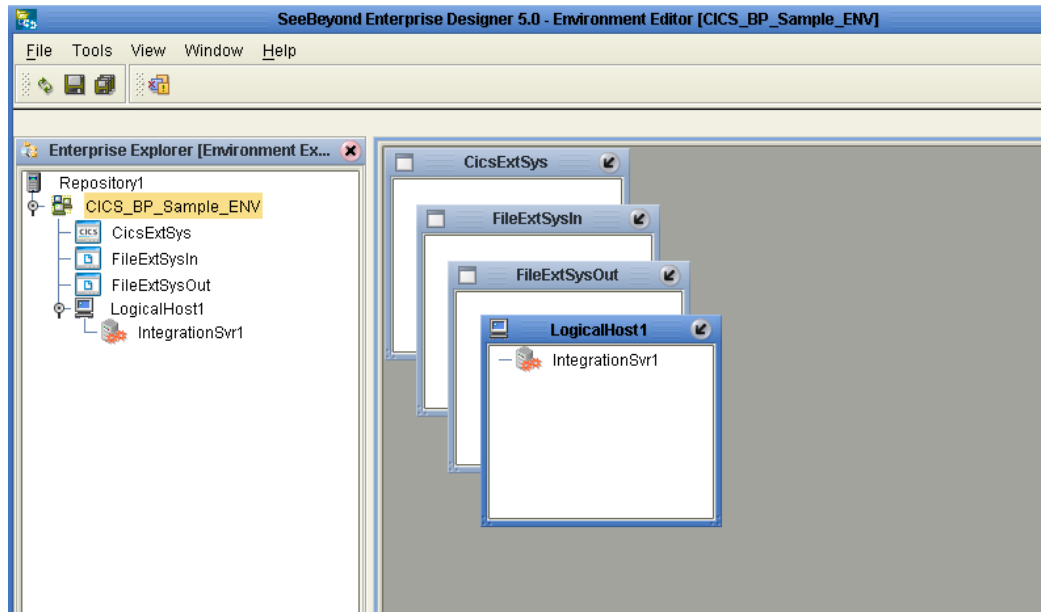 SeeBeyond Enterprise Designer 5.0 - Environment Editor [CICS_BP_Sample_ENV]
File Tools View Window Help
Enterprise Explorer [Environment Ex...
Repository1
CICS_BP_Sample_ENV
CICS CicsExtSys
FileExtSysIn
FileExtSysOut
LogicalHost1
IntegrationSvr1
CicsExtSys
FileExtSysIn
FileExtSysOut
LogicalHost1
IntegrationSvr1